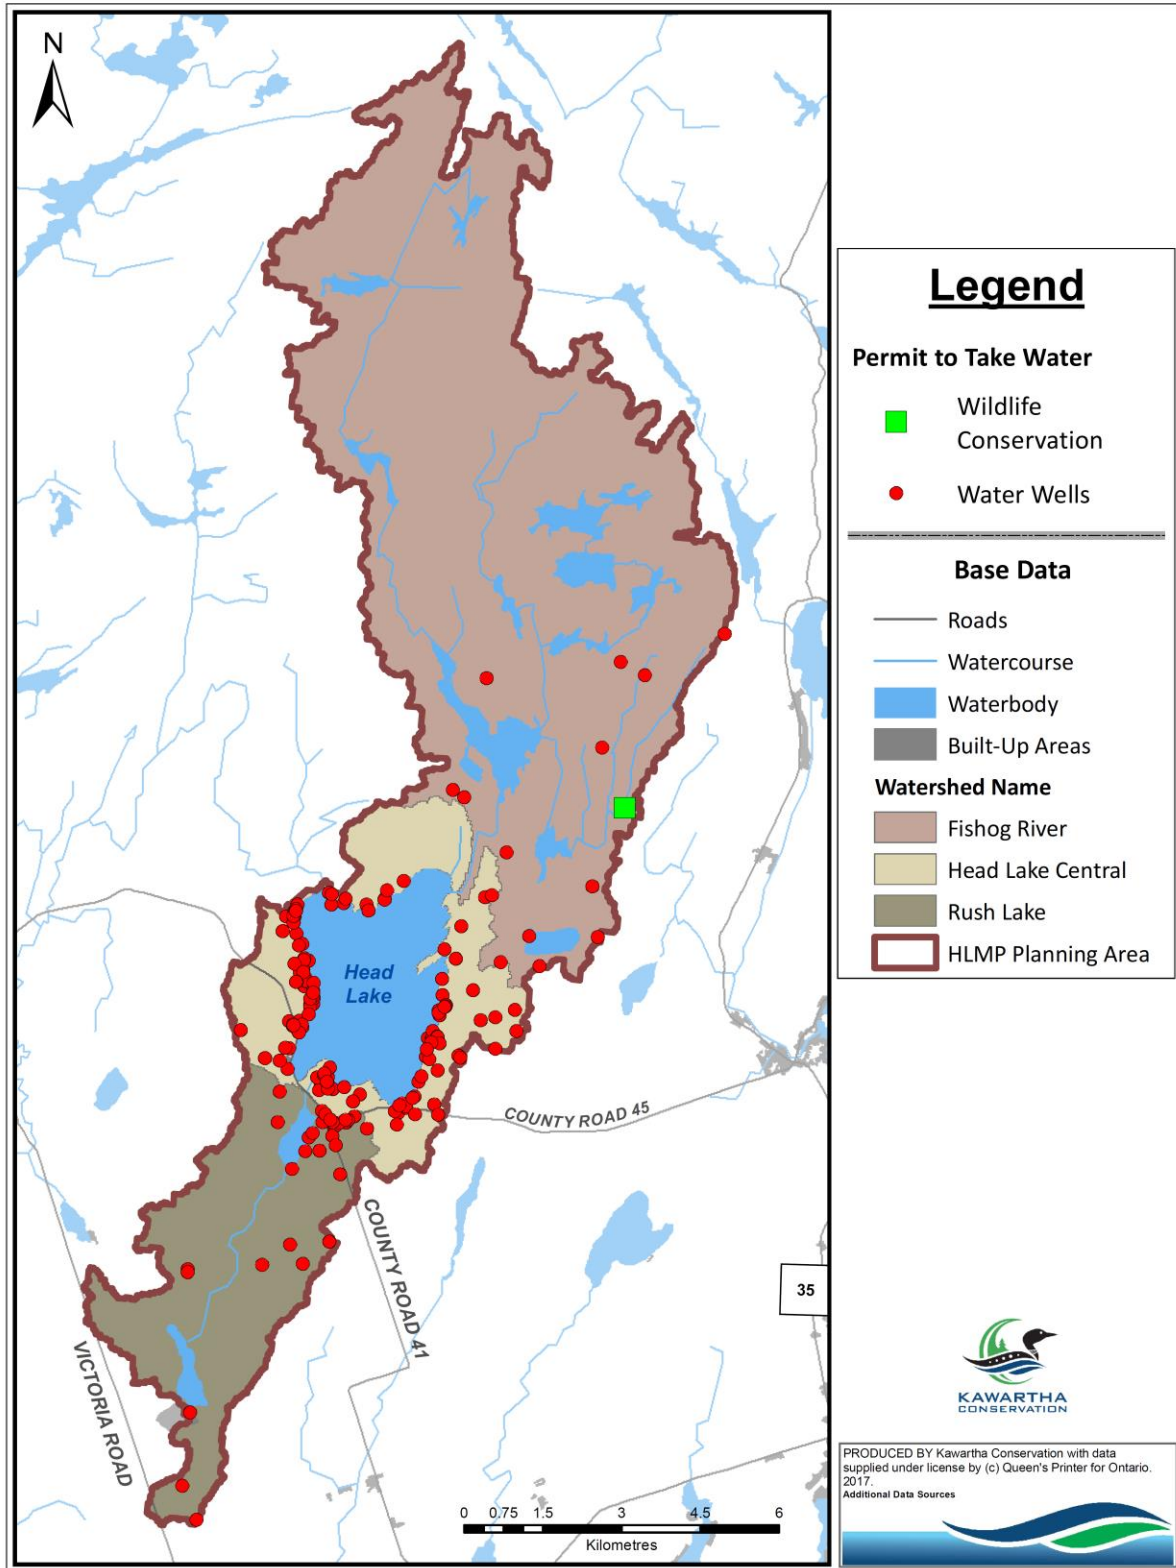 N
Head
Lake
COUNTY ROAD 45
COUNTY ROAD 41
VICTORIA ROAD
35
0 0.75 1.5 3 4.5 6
Kilometres
Legend
Permit to Take Water
Wildlife
Conservation
Water Wells
Base Data
Roads
Watercourse
Waterbody
Built-Up Areas
Watershed Name
Fishog River
Head Lake Central
Rush Lake
HLMP Planning Area
KAWARTHA
CONSERVATION
PRODUCED BY Kawartha Conservation with data
supplied under license by (c) Queen's Printer for Ontario.
2017.
Additional Data Sources